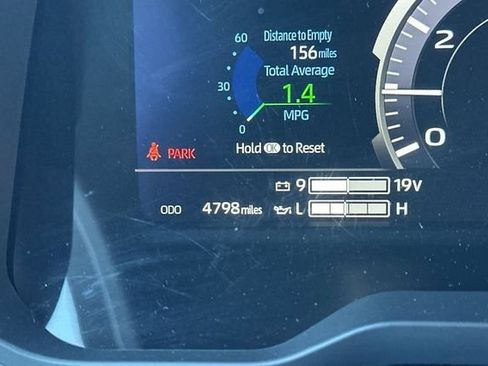 Distance to Empty
60
156 miles
Total Average
30
1.4
MPG
0
Hold OK to Reset
PARK
2
0
9 19V
ODO 4798 miles
L H